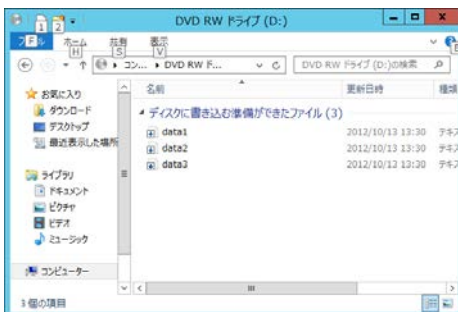 DVD RW ドライブ (D:)
ファイル F ホーム H 共有 S 表示 V
コン... ▸ DVD RW ド... DVD RW ドライブ (D:)の検索
名前 更新日時 種類
お気に入り
ダウンロード
デスクトップ
最近表示した場所
ディスクに書き込む準備ができたファイル (3)
data1 2012/10/13 13:30 テキス
data2 2012/10/13 13:30 テキス
data3 2012/10/13 13:30 テキス
ライブラリ
ドキュメント
ピクチャ
ビデオ
ミュージック
コンピューター
3 個の項目